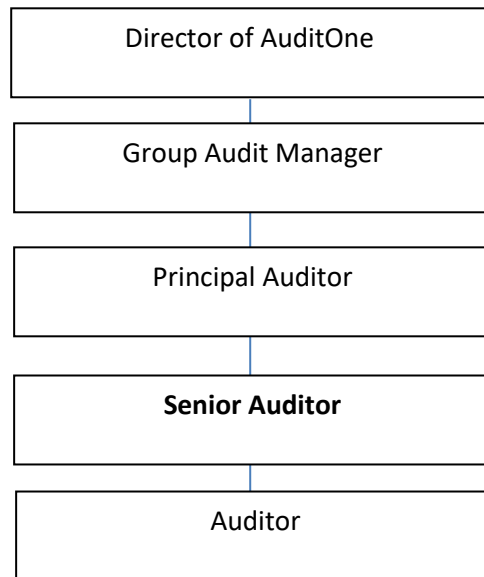 Director of AuditOne
Group Audit Manager
Principal Auditor
Senior Auditor
Auditor